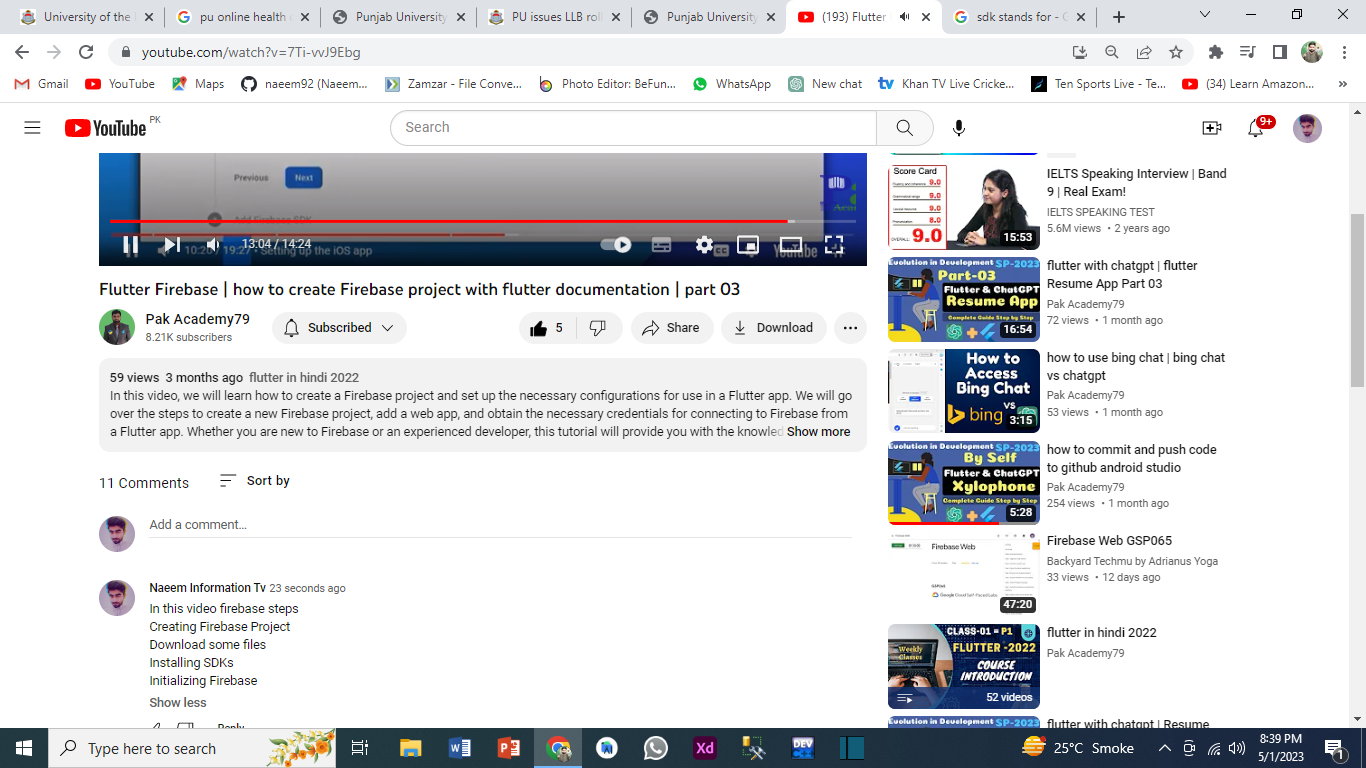 University of the
pu online health
Punjab University
PU issues LLB roll
Punjab University
(193) Flutter
sdk stands for - G
youtube.com/watch?v=7Ti-vvJ9Ebg
Gmail
YouTube
Maps
naeem92 (Naeem...
Zamzar - File Conve...
Photo Editor: BeFun...
WhatsApp
New chat
Khan TV Live Cricke...
Ten Sports Live - Te...
(34) Learn Amazon...
»
YouTube PK
Search
9+
Previous
Next
Add Firebase SDK
13:04 / 14:24
10:20 / 19:27 • Setting up the iOS app
YouTube
Flutter Firebase | how to create Firebase project with flutter documentation | part 03
Pak Academy79
8.21K subscribers
Subscribed
5
Share
Download
59 views 3 months ago flutter in hindi 2022
In this video, we will learn how to create a Firebase project and set up the necessary configurations for use in a Flutter app. We will go
over the steps to create a new Firebase project, add a web app, and obtain the necessary credentials for connecting to Firebase from
a Flutter app. Whether you are new to Firebase or an experienced developer, this tutorial will provide you with the knowled Show more
11 Comments
Sort by
Add a comment...
Naeem Information Tv 23 seconds ago
In this video firebase steps
Creating Firebase Project
Download some files
Installing SDKs
Initializing Firebase
Show less
Reply
Score Card
9.0
9.0
9.0
8.0
OVERALL: 9.0
15:53
IELTS Speaking Interview | Band
9 | Real Exam!
IELTS SPEAKING TEST
5.6M views • 2 years ago
Evolution in Development SP-2023
Part-03
Flutter & ChatGPT
Resume App
Complete Guide Step by Step
16:54
flutter with chatgpt | flutter
Resume App Part 03
Pak Academy79
72 views • 1 month ago
How to
Access
Bing Chat
vs
bing
3:15
how to use bing chat | bing chat
vs chatgpt
Pak Academy79
53 views • 1 month ago
Evolution in Development SP-2023
By Self
Flutter & ChatGPT
Xylophone
Complete Guide Step by Step
5:28
how to commit and push code
to github android studio
Pak Academy79
254 views • 1 month ago
Firebase Web
GSP065
Google Cloud Self-Paced Labs
47:20
Firebase Web GSP065
Backyard Techmu by Adrianus Yoga
33 views • 12 days ago
CLASS-01 = P1
Weekly
Classes
FLUTTER -2022
COURSE
INTRODUCTION
52 videos
flutter in hindi 2022
Pak Academy79
Evolution in Development SP-2023
flutter with chatgpt | Resume
Type here to search
Xd
DEV
25°C Smoke
8:39 PM
5/1/2023
1